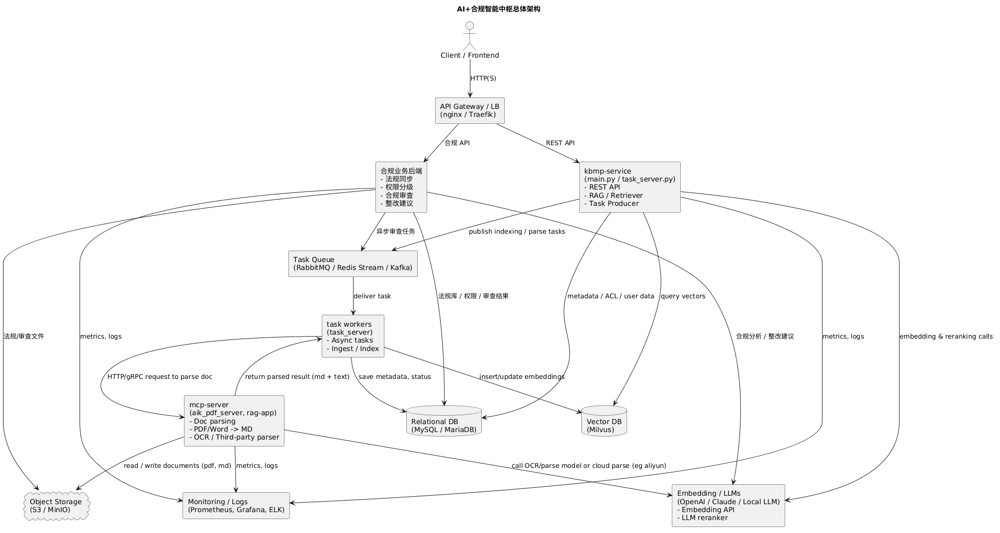 AI+合规智能中枢总体架构
Client / Frontend
HTTP(S)
API Gateway / LB
(nginx / Traefik)
合规 API
REST API
合规业务后端
- 法规同步
- 权限分级
- 合规审查
- 整改建议
kbmp-service
(main.py / task_server.py)
- REST API
- RAG / Retriever
- Task Producer
异步审查任务
publish indexing / parse tasks
Task Queue
(RabbitMQ / Redis Stream / Kafka)
deliver task
法规库 / 权限 / 审查结果
metadata / ACL / user data
query vectors
task workers
(task_server)
- Async tasks
- Ingest / Index
法规/审查文件
metrics, logs
合规分析 / 整改建议
metrics, logs
embedding & reranking calls
HTTP/gRPC request to parse doc
return parsed result (md + text)
save metadata, status
insert/update embeddings
mcp-server
(aik_pdf_server, rag-app)
- Doc parsing
- PDF/Word -> MD
- OCR / Third-party parser
Relational DB
(MySQL / MariaDB)
Vector DB
(Milvus)
read / write documents (pdf, md)
metrics, logs
call OCR/parse model or cloud parse (eg aliyun)
Object Storage
(S3 / MinIO)
Monitoring / Logs
(Prometheus, Grafana, ELK)
Embedding / LLMs
(OpenAI / Claude / Local LLM)
- Embedding API
- LLM reranker